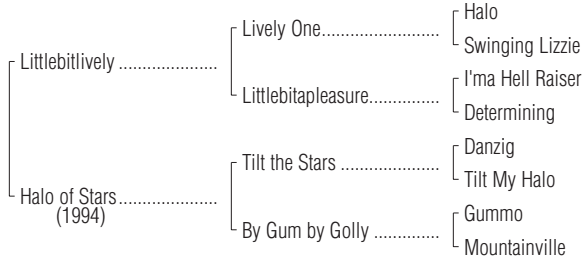 Halo
Lively One
Swinging Lizzie
Littlebitlively
I'ma Hell Raiser
Littlebitapleasure
Determining
Danzig
Tilt the Stars
Tilt My Halo
Halo of Stars
(1994)
Gummo
By Gum by Golly
Mountainville